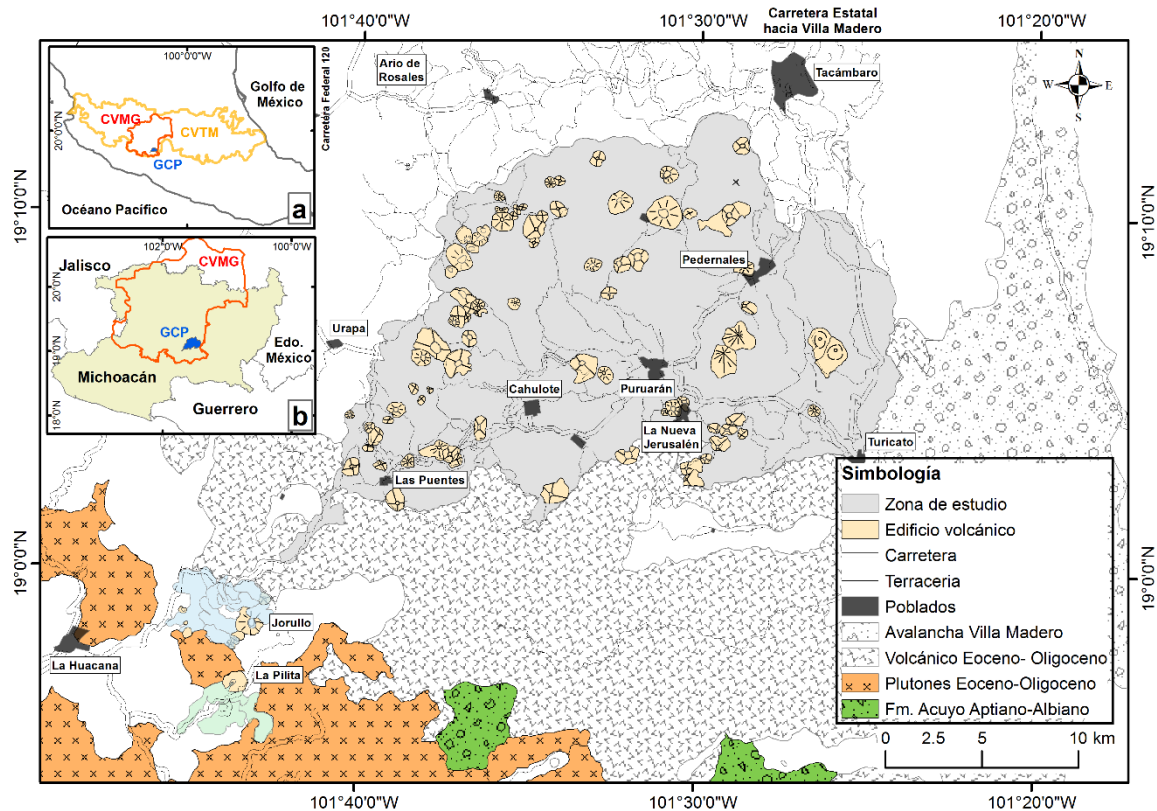 101°40'0"W
101°30'0"W
Carretera Estatal
hacia Villa Madero
101°20'0"W
100°0'0"W
Golfo de
México
CVMG
CVTM
GCP
20°0'0"N
Océano Pacífico
a
Carretera Federal 120
Ario de
Rosales
Tacámbaro
N
W
E
S
19°10'0"N
19°10'0"N
102°0'0"W
100°0'0"W
Jalisco
CVMG
20°0'N
GCP
19°0'N
Edo.
México
Michoacán
Guerrero
18°0'N
b
Pedernales
Urapa
Cahulote
Puruarán
La Nueva
Jerusalén
Turicato
Las Puentes
Simbología
Zona de estudio
Edificio volcánico
Carretera
Terraceria
Poblados
Avalancha Villa Madero
Volcánico Eoceno- Oligoceno
Plutones Eoceno-Oligoceno
Fm. Acuyo Aptiano-Albiano
0 2.5 5 10 km
19°0'0"N
19°0'0"N
Jorullo
La Huacana
La Pilita
101°40'0"W
101°30'0"W
101°20'0"W